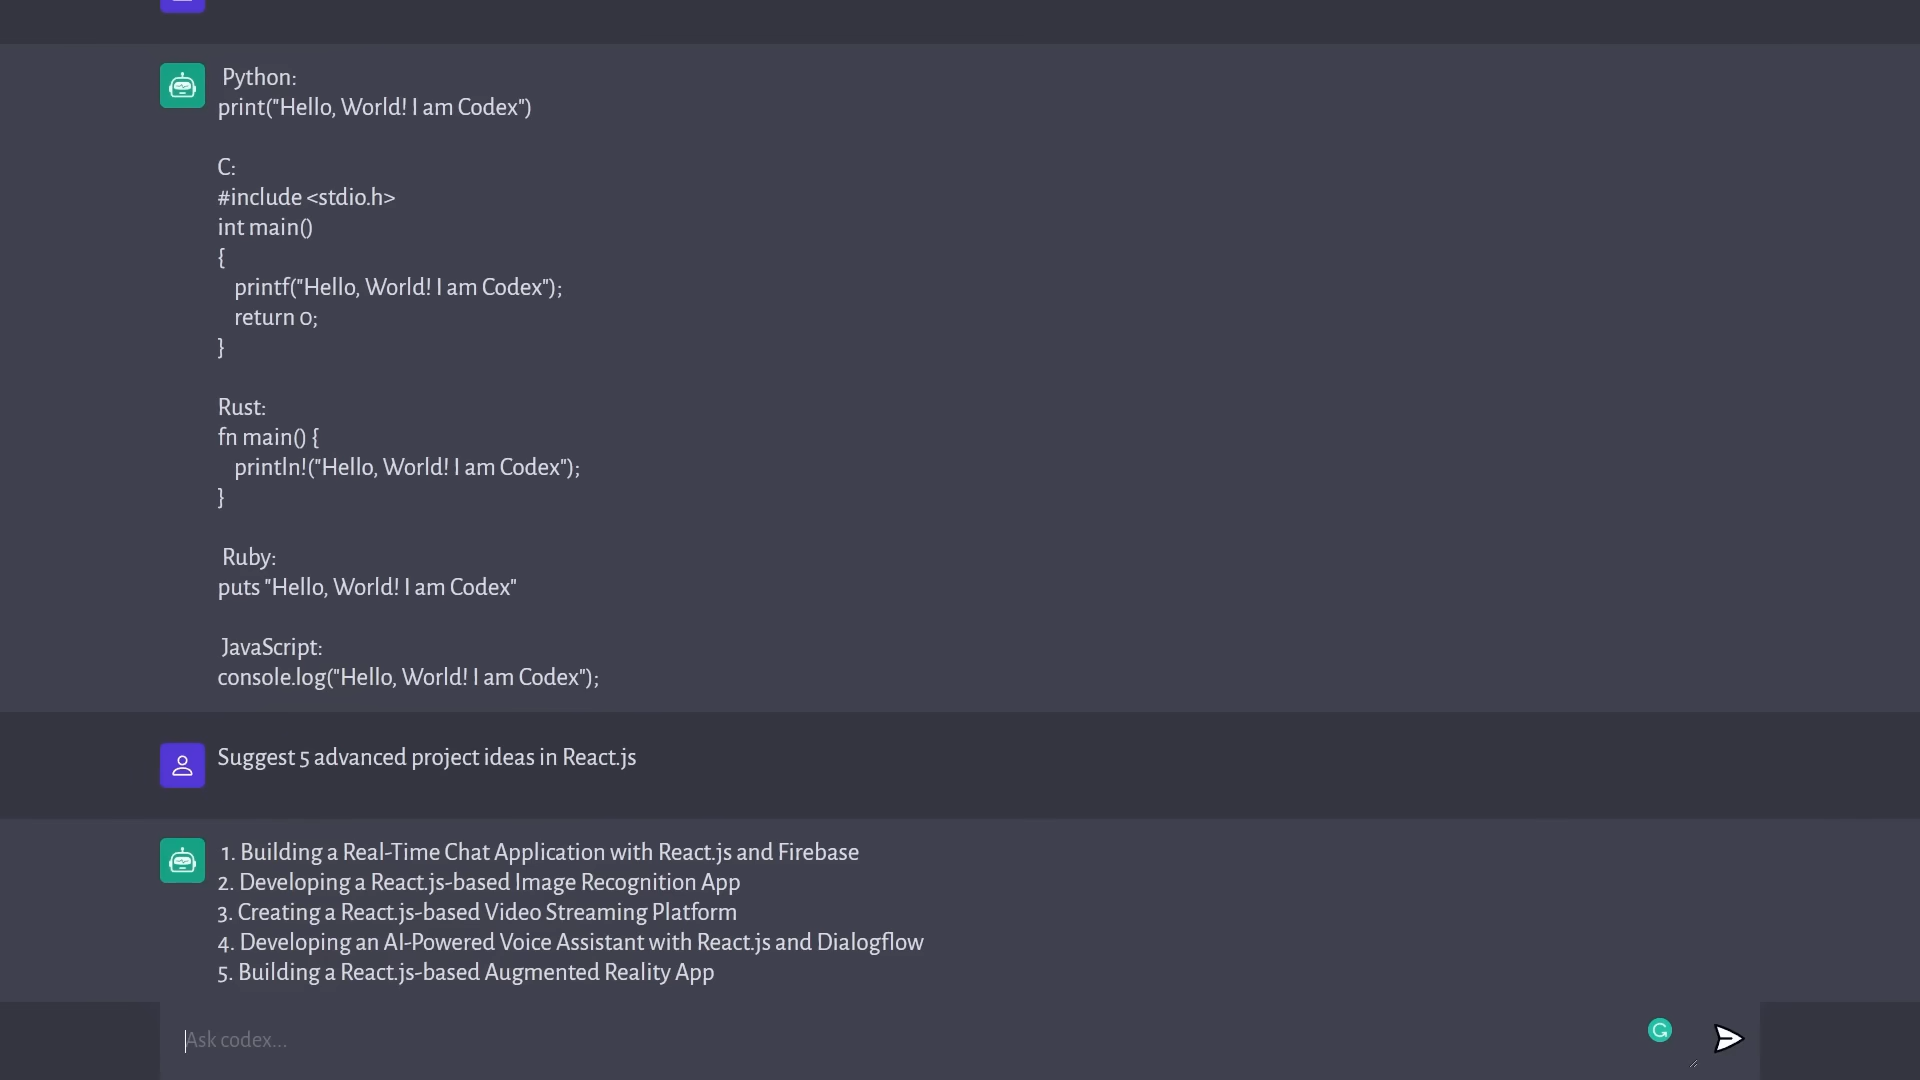 Python:
print("Hello, World! I am Codex")
C:
#include <stdio.h>
int main()
{
printf("Hello, World! I am Codex");
return 0;
}
Rust:
fn main() {
println!("Hello, World! I am Codex");
}
Ruby:
puts "Hello, World! I am Codex"
JavaScript:
console.log("Hello, World! I am Codex");
Suggest 5 advanced project ideas in React.js
1. Building a Real-Time Chat Application with React.js and Firebase
2. Developing a React.js-based Image Recognition App
3. Creating a React.js-based Video Streaming Platform
4. Developing an AI-Powered Voice Assistant with React.js and Dialogflow
5. Building a React.js-based Augmented Reality App
Ask codex...